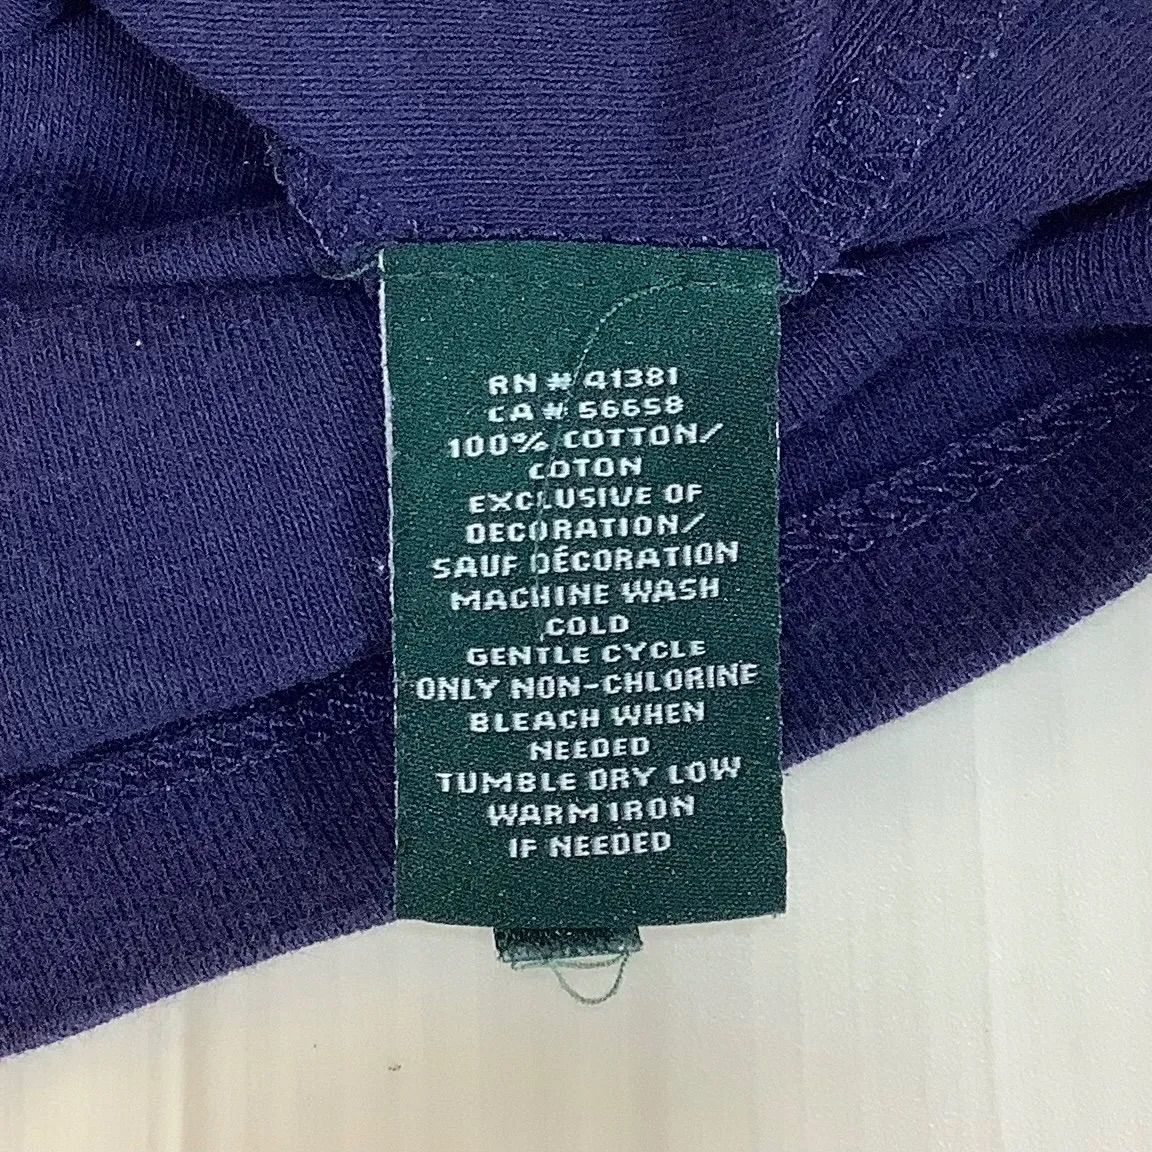 RN # 41381
CA # 56658
100% COTTON/
COTON
EXCLUSIVE OF
DECORATION/
SAUF DÉCORATION
MACHINE WASH
COLD
GENTLE CYCLE
ONLY NON-CHLORINE
BLEACH WHEN
NEEDED
TUMBLE DRY LOW
WARM IRON
IF NEEDED